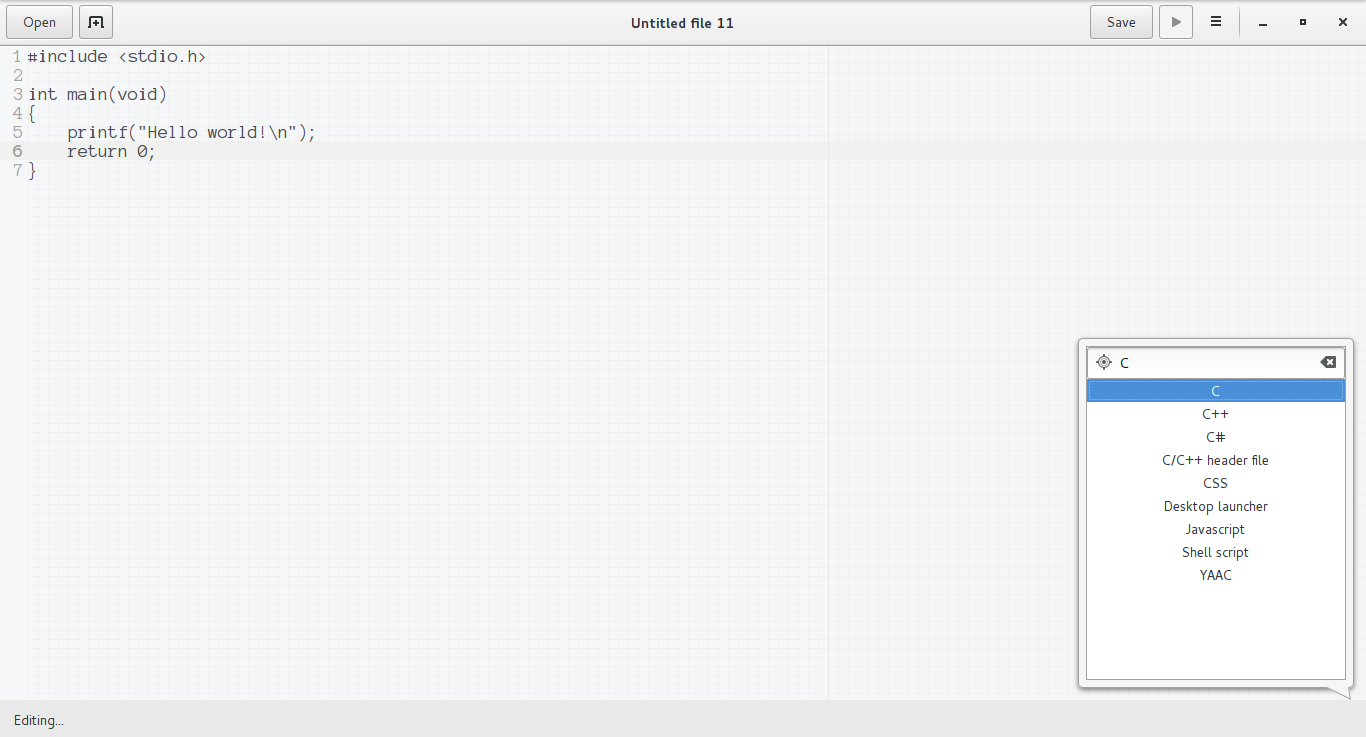 Open
Untitled file 11
Save
1 #include <stdio.h>
2
3 int main(void)
4 {
5     printf("Hello world!\n");
6     return 0;
7 }
C
C
C++
C#
C/C++ header file
CSS
Desktop launcher
Javascript
Shell script
YAAC
Editing...